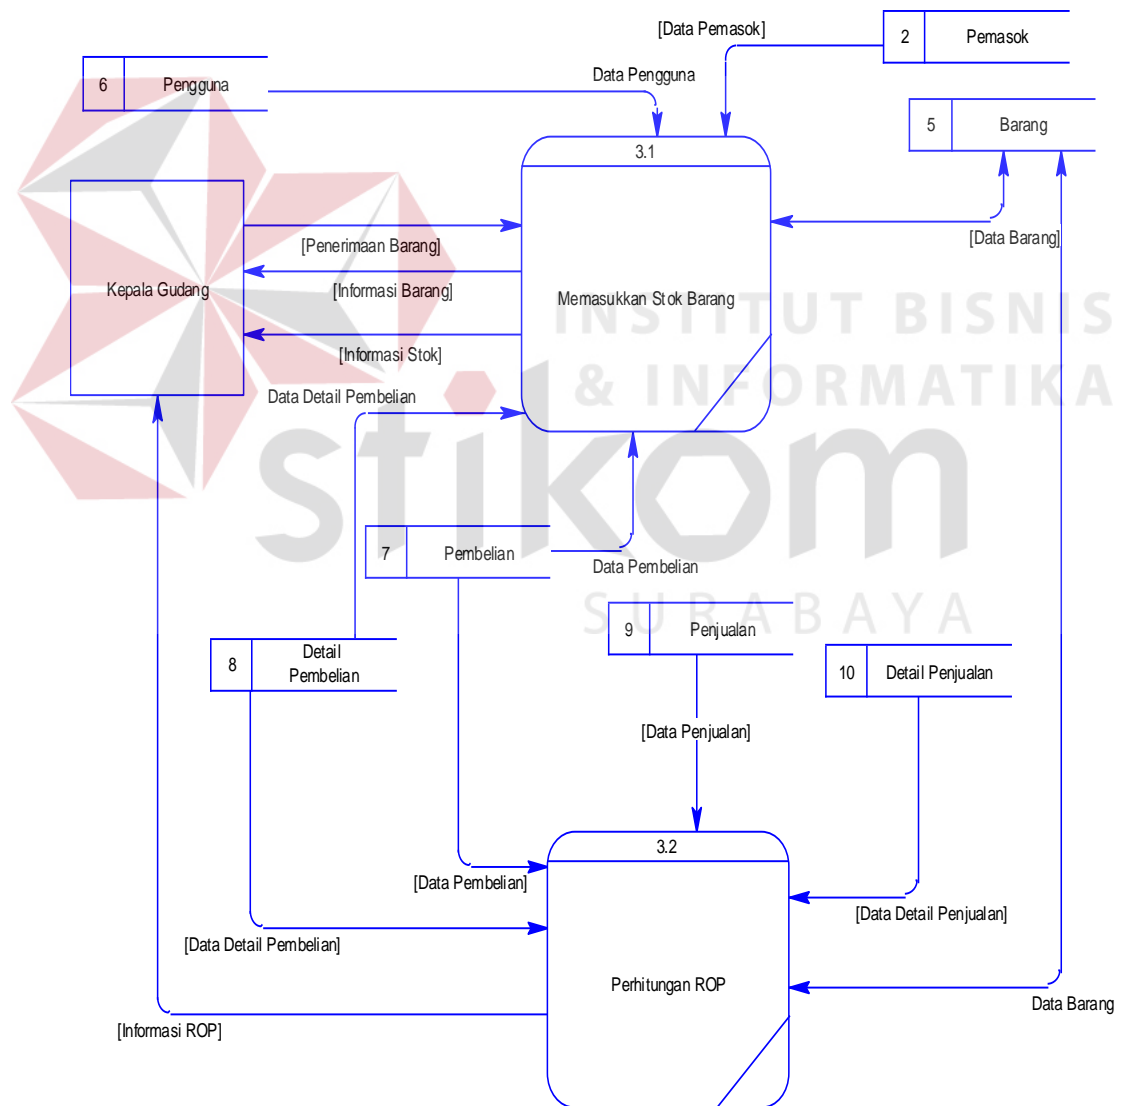 [Data Pemasok]
2
Pemasok
6
Pengguna
Data Pengguna
5
Barang
3.1
[Penerimaan Barang]
[Data Barang]
Kepala Gudang
[Informasi Barang]
Memasukkan Stok Barang
INSTITUT BISNIS
& INFORMATIKA
[Informasi Stok]
Data Detail Pembelian
stikom
7
Pembelian
Data Pembelian
SURABAYA
9
Penjualan
8
Detail
Pembelian
10
Detail Penjualan
[Data Penjualan]
3.2
[Data Pembelian]
[Data Detail Penjualan]
[Data Detail Pembelian]
Perhitungan ROP
Data Barang
[Informasi ROP]